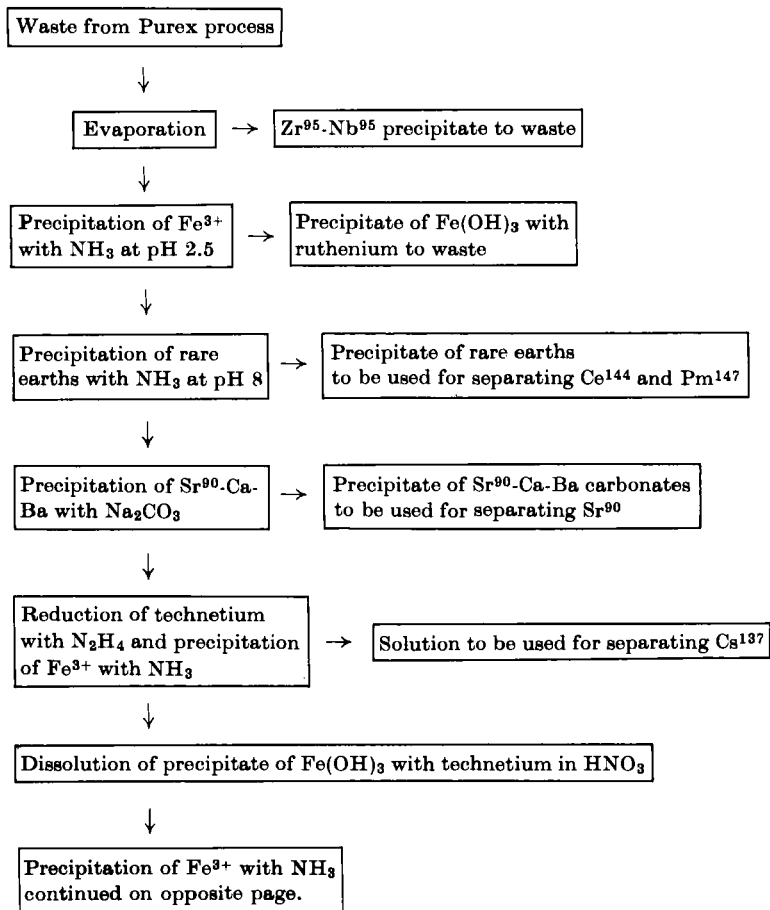 Waste from Purex process
↓
Evaporation → Zr⁹⁵-Nb⁹⁵ precipitate to waste
↓
Precipitation of Fe³⁺
with NH₃ at pH 2.5
→
Precipitate of Fe(OH)₃ with
ruthenium to waste
↓
Precipitation of rare
earths with NH₃ at pH 8
→
Precipitate of rare earths
to be used for separating Ce¹⁴⁴ and Pm¹⁴⁷
↓
Precipitation of Sr⁹⁰-Ca-
Ba with Na₂CO₃
→
Precipitate of Sr⁹⁰-Ca-Ba carbonates
to be used for separating Sr⁹⁰
↓
Reduction of technetium
with N₂H₄ and precipitation
of Fe³⁺ with NH₃
→
Solution to be used for separating Cs¹³⁷
↓
Dissolution of precipitate of Fe(OH)₃ with technetium in HNO₃
↓
Precipitation of Fe³⁺ with NH₃
continued on opposite page.